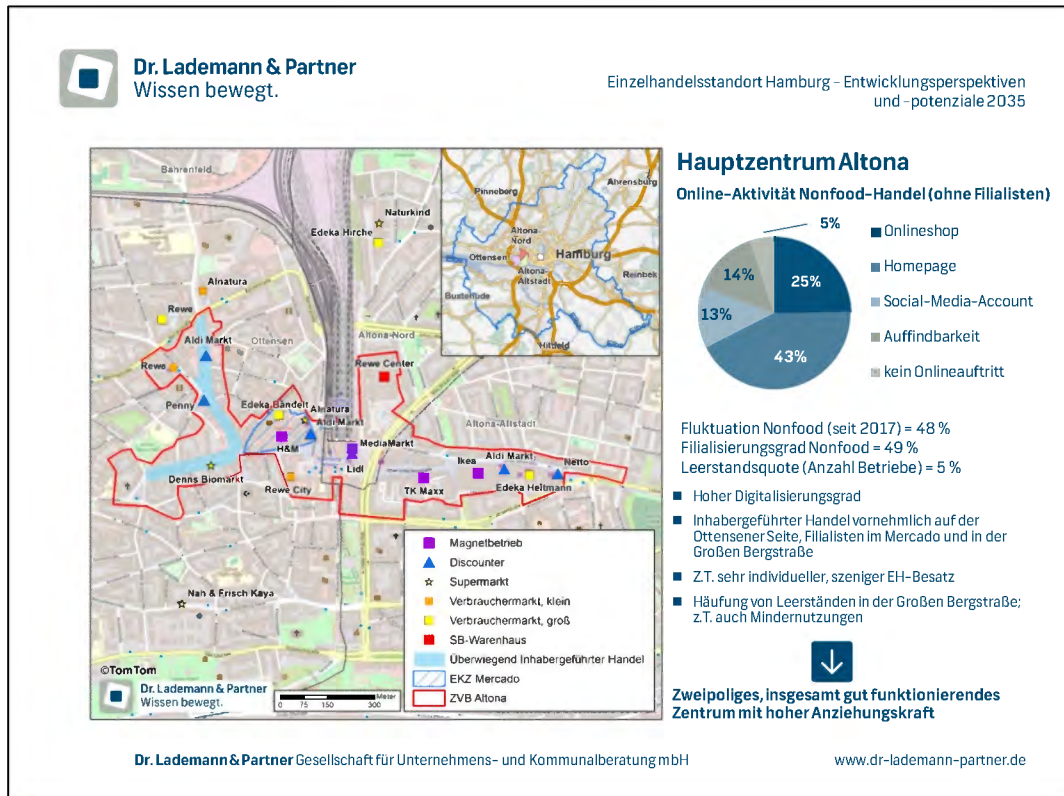 Dr. Lademann & Partner
Wissen bewegt.
Einzelhandelsstandort Hamburg – Entwicklungsperspektiven
und -potenziale 2035
Bahrenfeld
Naturkind
Edeka Hirche
Alnatura
Rewe
Aldi Markt
Ottensen
Altona-Nord
Rewe
Rewe Center
Penny
Edeka Bandelt
Alnatura
Aldi Markt
Altona-Altstadt
H&M
MediaMarkt
Lidl
Ikea
Aldi Markt
Netto
Denns Biomarkt
Rewe City
TK Maxx
Edeka Heitmann
Nah & Frisch Kaya
Pinneberg
Ahrensburg
Altona-
Nord
Ottensen
Hamburg
Altona-
Altstadt
Reinbek
Buxtehude
Hittfeld
Magnetbetrieb
Discounter
Supermarkt
Verbrauchermarkt, klein
Verbrauchermarkt, groß
SB-Warenhaus
Überwiegend Inhabergeführter Handel
EKZ Mercado
ZVB Altona
©TomTom
Dr. Lademann & Partner
Wissen bewegt.
Meter
0 75 150 300
Hauptzentrum Altona
Online-Aktivität Nonfood-Handel (ohne Filialisten)
5%
14%
25%
13%
43%
Onlineshop
Homepage
Social-Media-Account
Auffindbarkeit
kein Onlineauftritt
Fluktuation Nonfood (seit 2017) = 48 %
Filialisierungsgrad Nonfood = 49 %
Leerstandsquote (Anzahl Betriebe) = 5 %
Hoher Digitalisierungsgrad
Inhabergeführter Handel vornehmlich auf der
Ottensener Seite, Filialisten im Mercado und in der
Großen Bergstraße
Z.T. sehr individueller, szeniger EH-Besatz
Häufung von Leerständen in der Großen Bergstraße;
z.T. auch Mindernutzungen
Zweipoliges, insgesamt gut funktionierendes
Zentrum mit hoher Anziehungskraft
Dr. Lademann & Partner Gesellschaft für Unternehmens- und Kommunalberatung mbH
www.dr-lademann-partner.de